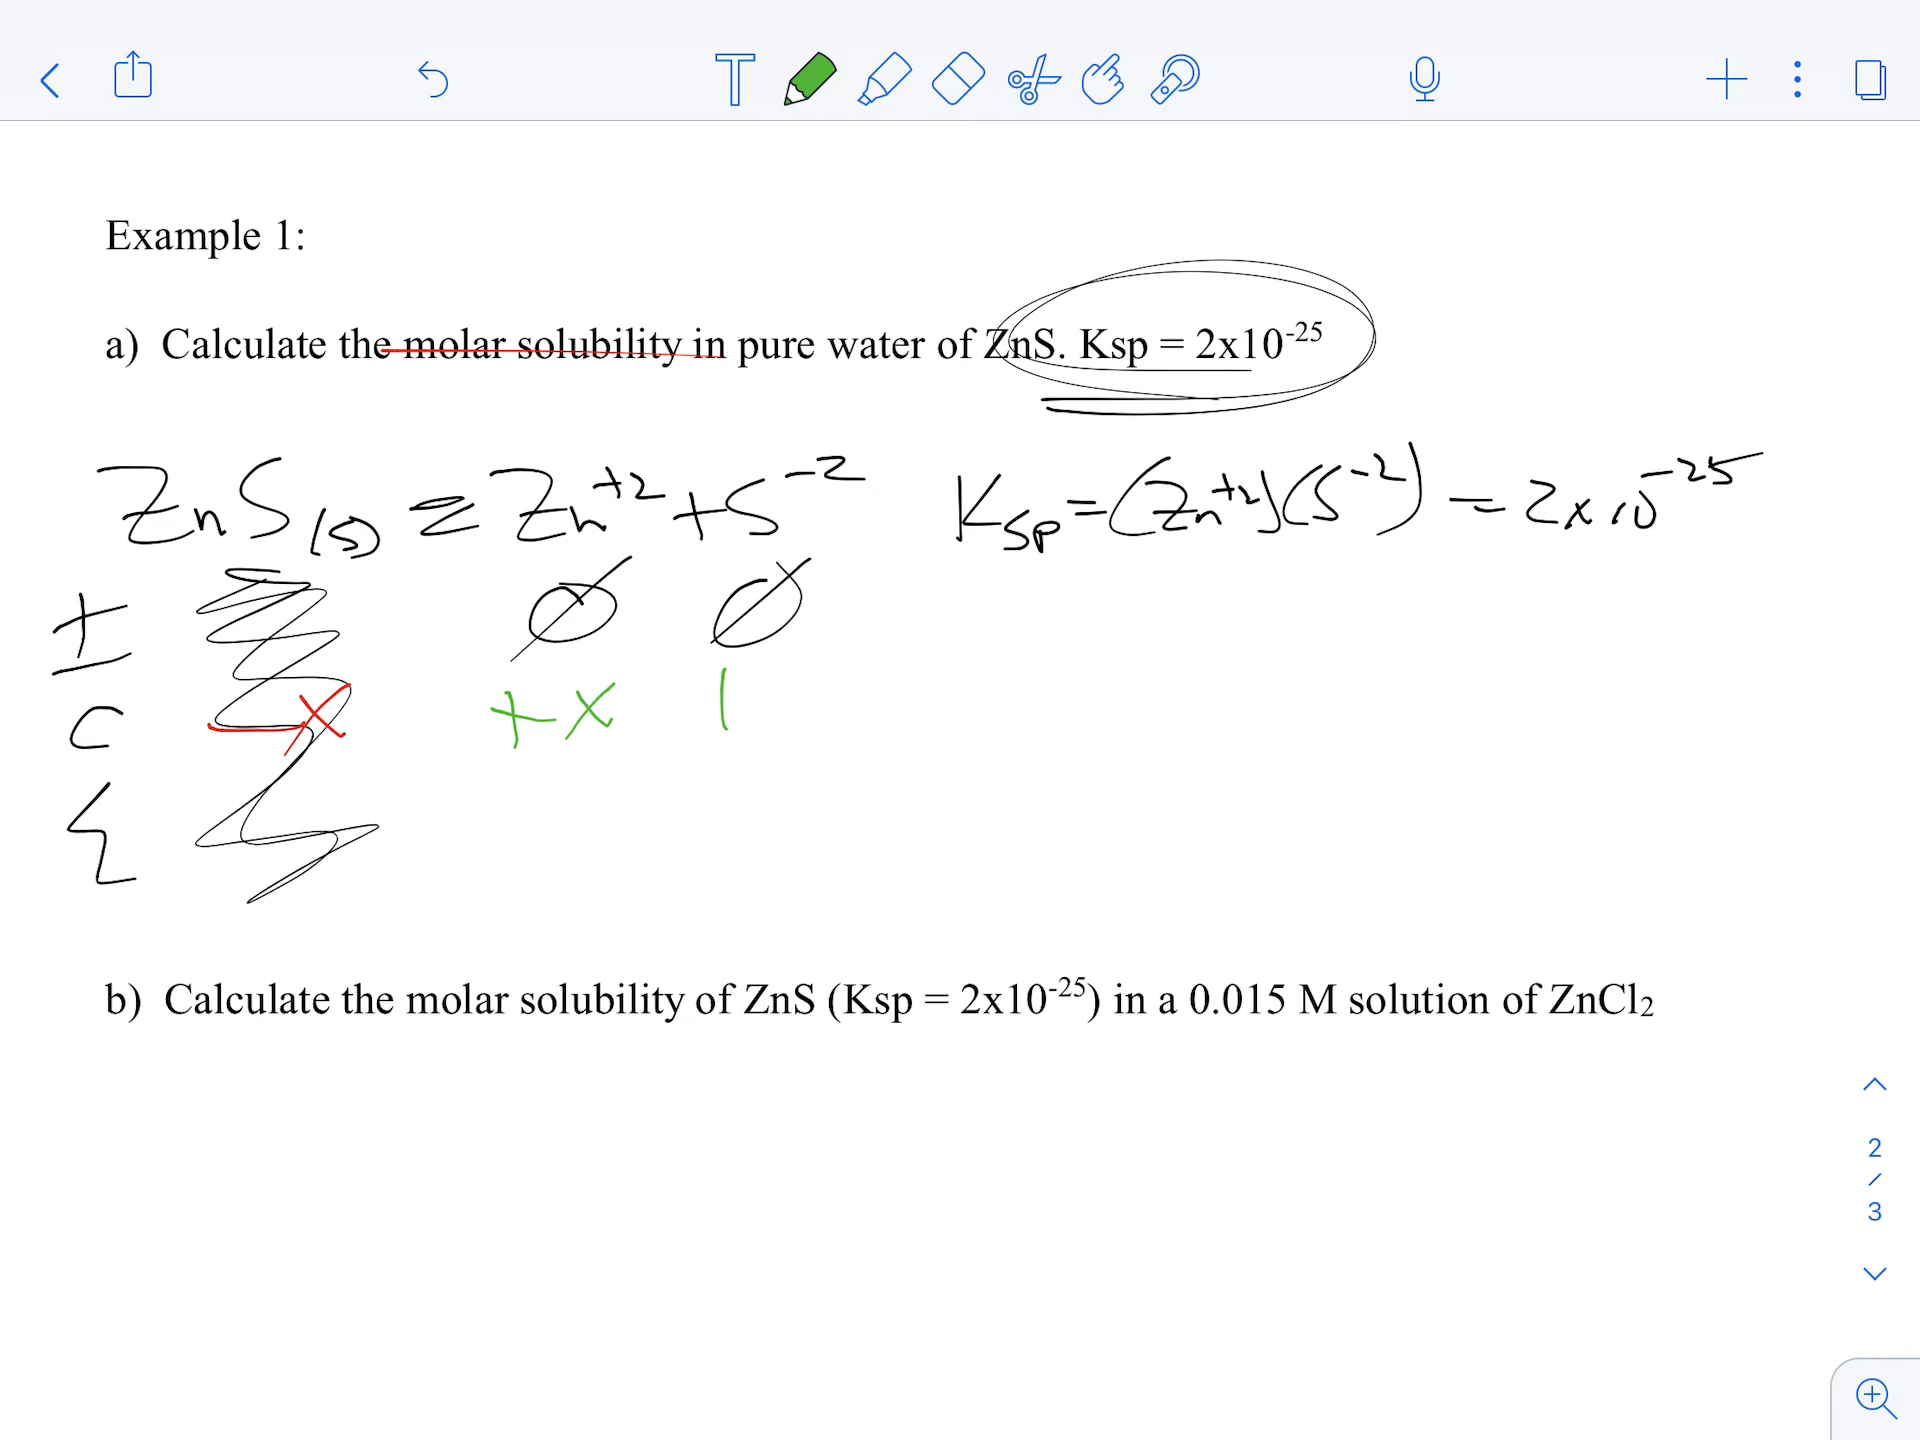 T
Example 1:
a) Calculate the molar solubility in pure water of ZnS. Ksp = 2x10⁻²⁵
ZnS(s) ⇌ Zn⁺² + S⁻² Ksp = (Zn⁺²)(S⁻²) = 2x10⁻²⁵
I ∅ ∅
C -x +x |
E
b) Calculate the molar solubility of ZnS (Ksp = 2x10⁻²⁵) in a 0.015 M solution of ZnCl₂
2
/
3